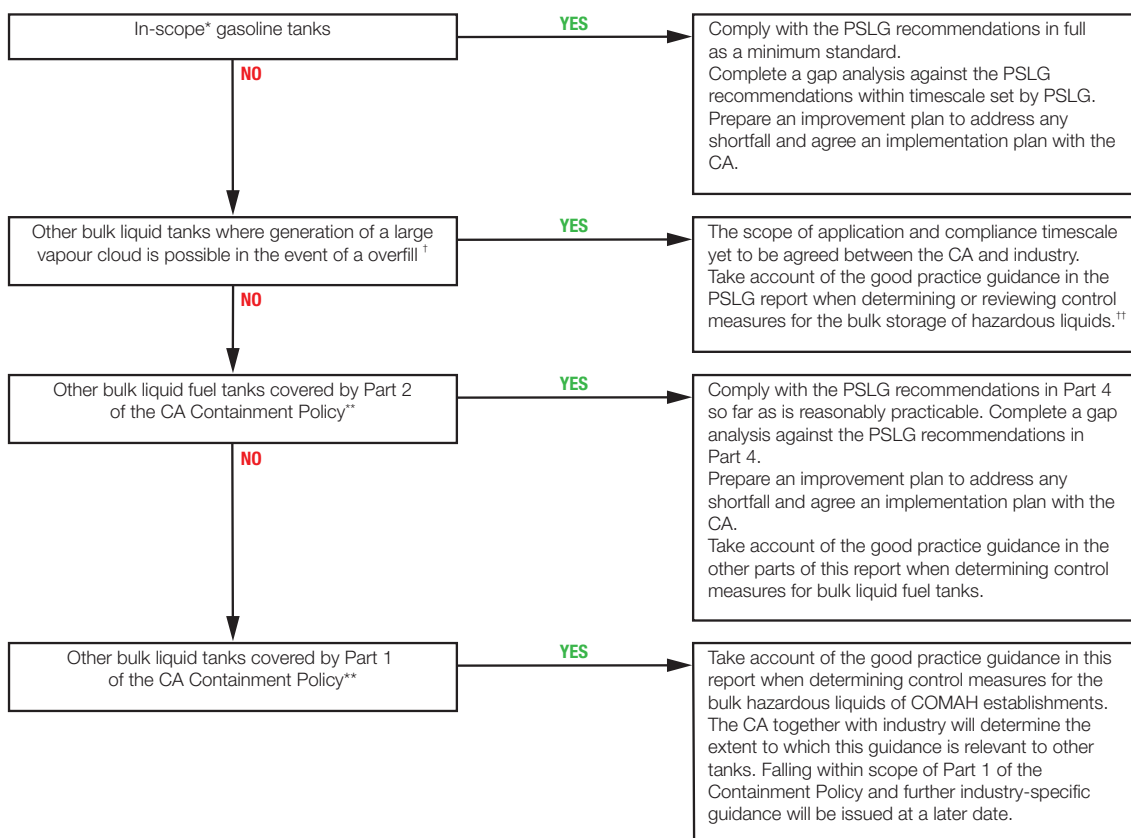 In-scope* gasoline tanks
YES
Comply with the PSLG recommendations in full
as a minimum standard.
Complete a gap analysis against the PSLG
recommendations within timescale set by PSLG.
Prepare an improvement plan to address any
shortfall and agree an implementation plan with the
CA.
NO
Other bulk liquid tanks where generation of a large
vapour cloud is possible in the event of a overfill †
YES
The scope of application and compliance timescale
yet to be agreed between the CA and industry.
Take account of the good practice guidance in the
PSLG report when determining or reviewing control
measures for the bulk storage of hazardous liquids.††
NO
Other bulk liquid fuel tanks covered by Part 2
of the CA Containment Policy**
YES
Comply with the PSLG recommendations in Part 4
so far as is reasonably practicable. Complete a gap
analysis against the PSLG recommendations in
Part 4.
Prepare an improvement plan to address any
shortfall and agree an implementation plan with the
CA.
Take account of the good practice guidance in the
other parts of this report when determining control
measures for bulk liquid fuel tanks.
NO
Other bulk liquid tanks covered by Part 1
of the CA Containment Policy**
YES
Take account of the good practice guidance in this
report when determining control measures for the
bulk hazardous liquids of COMAH establishments.
The CA together with industry will determine the
extent to which this guidance is relevant to other
tanks. Falling within scope of Part 1 of the
Containment Policy and further industry-specific
guidance will be issued at a later date.